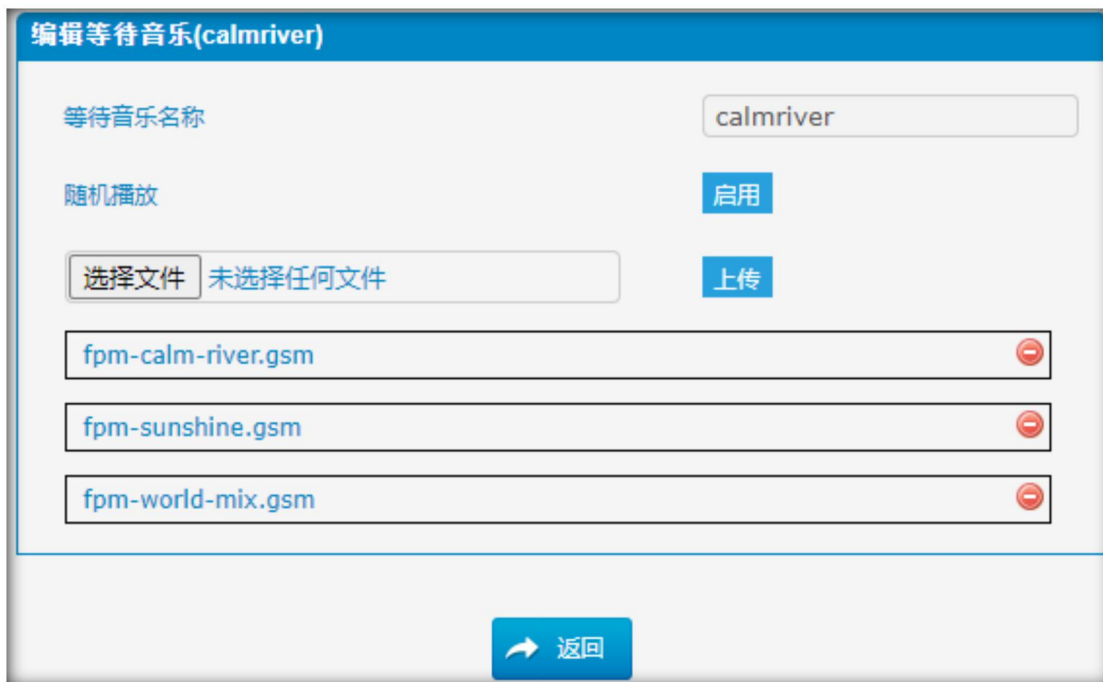 编辑等待音乐(calmriver)
等待音乐名称 calmriver
随机播放 启用
选择文件 未选择任何文件 上传
fpm-calm-river.gsm
fpm-sunshine.gsm
fpm-world-mix.gsm
返回